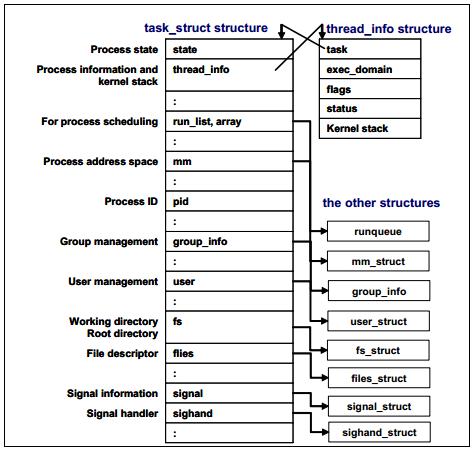 task_struct structure
thread_info structure
Process state
state
task
Process information and
kernel stack
thread_info
exec_domain
flags
:
status
For process scheduling
run_list, array
Kernel stack
:
Process address space
mm
:
the other structures
Process ID
pid
:
runqueue
Group management
group_info
mm_struct
:
User management
user
group_info
:
Working directory
Root directory
fs
user_struct
File descriptor
flies
fs_struct
:
files_struct
Signal information
signal
signal_struct
Signal handler
sighand
:
sighand_struct